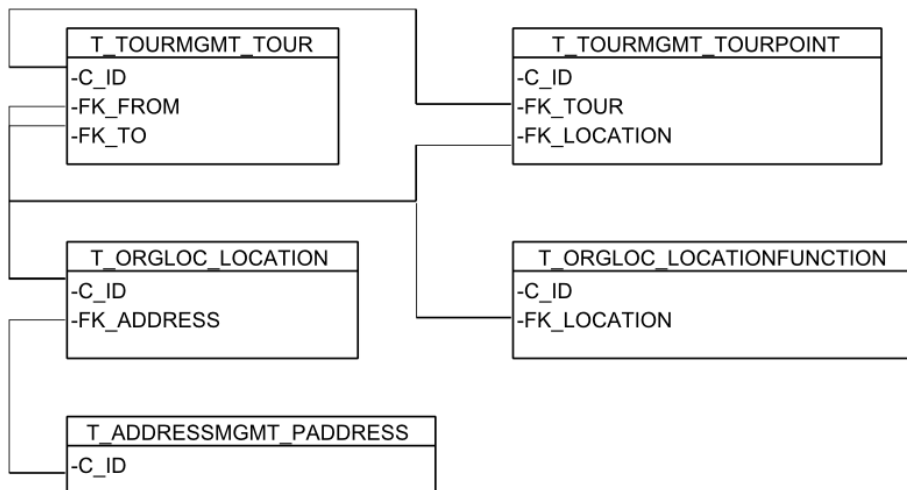 T_TOURMGMT_TOUR
-C_ID
-FK_FROM
-FK_TO
T_TOURMGMT_TOURPOINT
-C_ID
-FK_TOUR
-FK_LOCATION
T_ORGLOC_LOCATION
-C_ID
-FK_ADDRESS
T_ORGLOC_LOCATIONFUNCTION
-C_ID
-FK_LOCATION
T_ADDRESSMGMT_PADDRESS
-C_ID